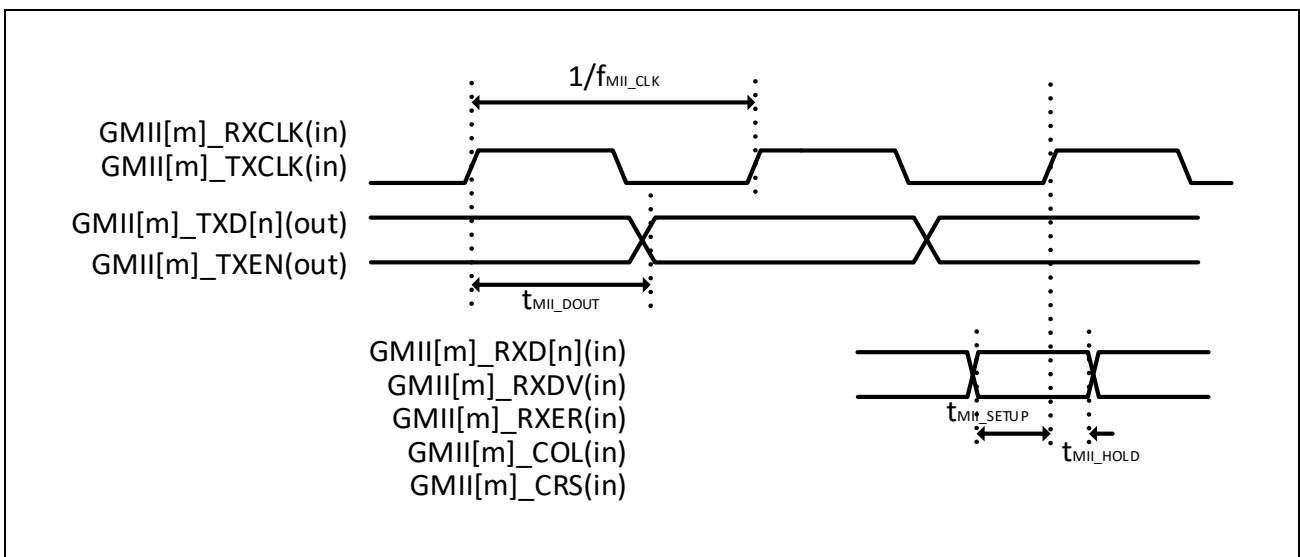 1/fMII_CLK
GMII[m]_RXCLK(in)
GMII[m]_TXCLK(in)
GMII[m]_TXD[n](out)
GMII[m]_TXEN(out)
tMII_DOUT
GMII[m]_RXD[n](in)
GMII[m]_RXDV(in)
GMII[m]_RXER(in)
GMII[m]_COL(in)
GMII[m]_CRS(in)
tMII_SETUP
tMII_HOLD